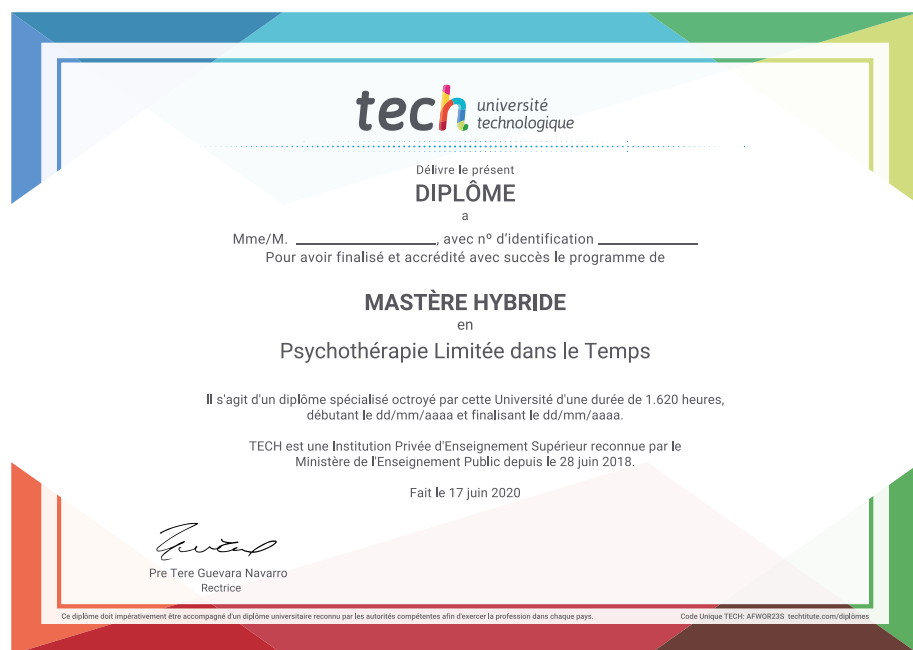 tech université
technologique
Délivre le présent
DIPLÔME
a
Mme/M. ____________________, avec nº d'identification ______________
Pour avoir finalisé et accrédité avec succès le programme de
MASTÈRE HYBRIDE
en
Psychothérapie Limitée dans le Temps
Il s'agit d'un diplôme spécialisé octroyé par cette Université d'une durée de 1.620 heures,
débutant le dd/mm/aaaa et finalisant le dd/mm/aaaa.
TECH est une Institution Privée d'Enseignement Supérieur reconnue par le
Ministère de l'Enseignement Public depuis le 28 juin 2018.
Fait le 17 juin 2020
Pre Tere Guevara Navarro
Rectrice
Ce diplôme doit impérativement être accompagné d'un diplôme universitaire reconnu par les autorités compétentes afin d'exercer la profession dans chaque pays.
Code Unique TECH: AFWOR23S techtitute.com/diplômes